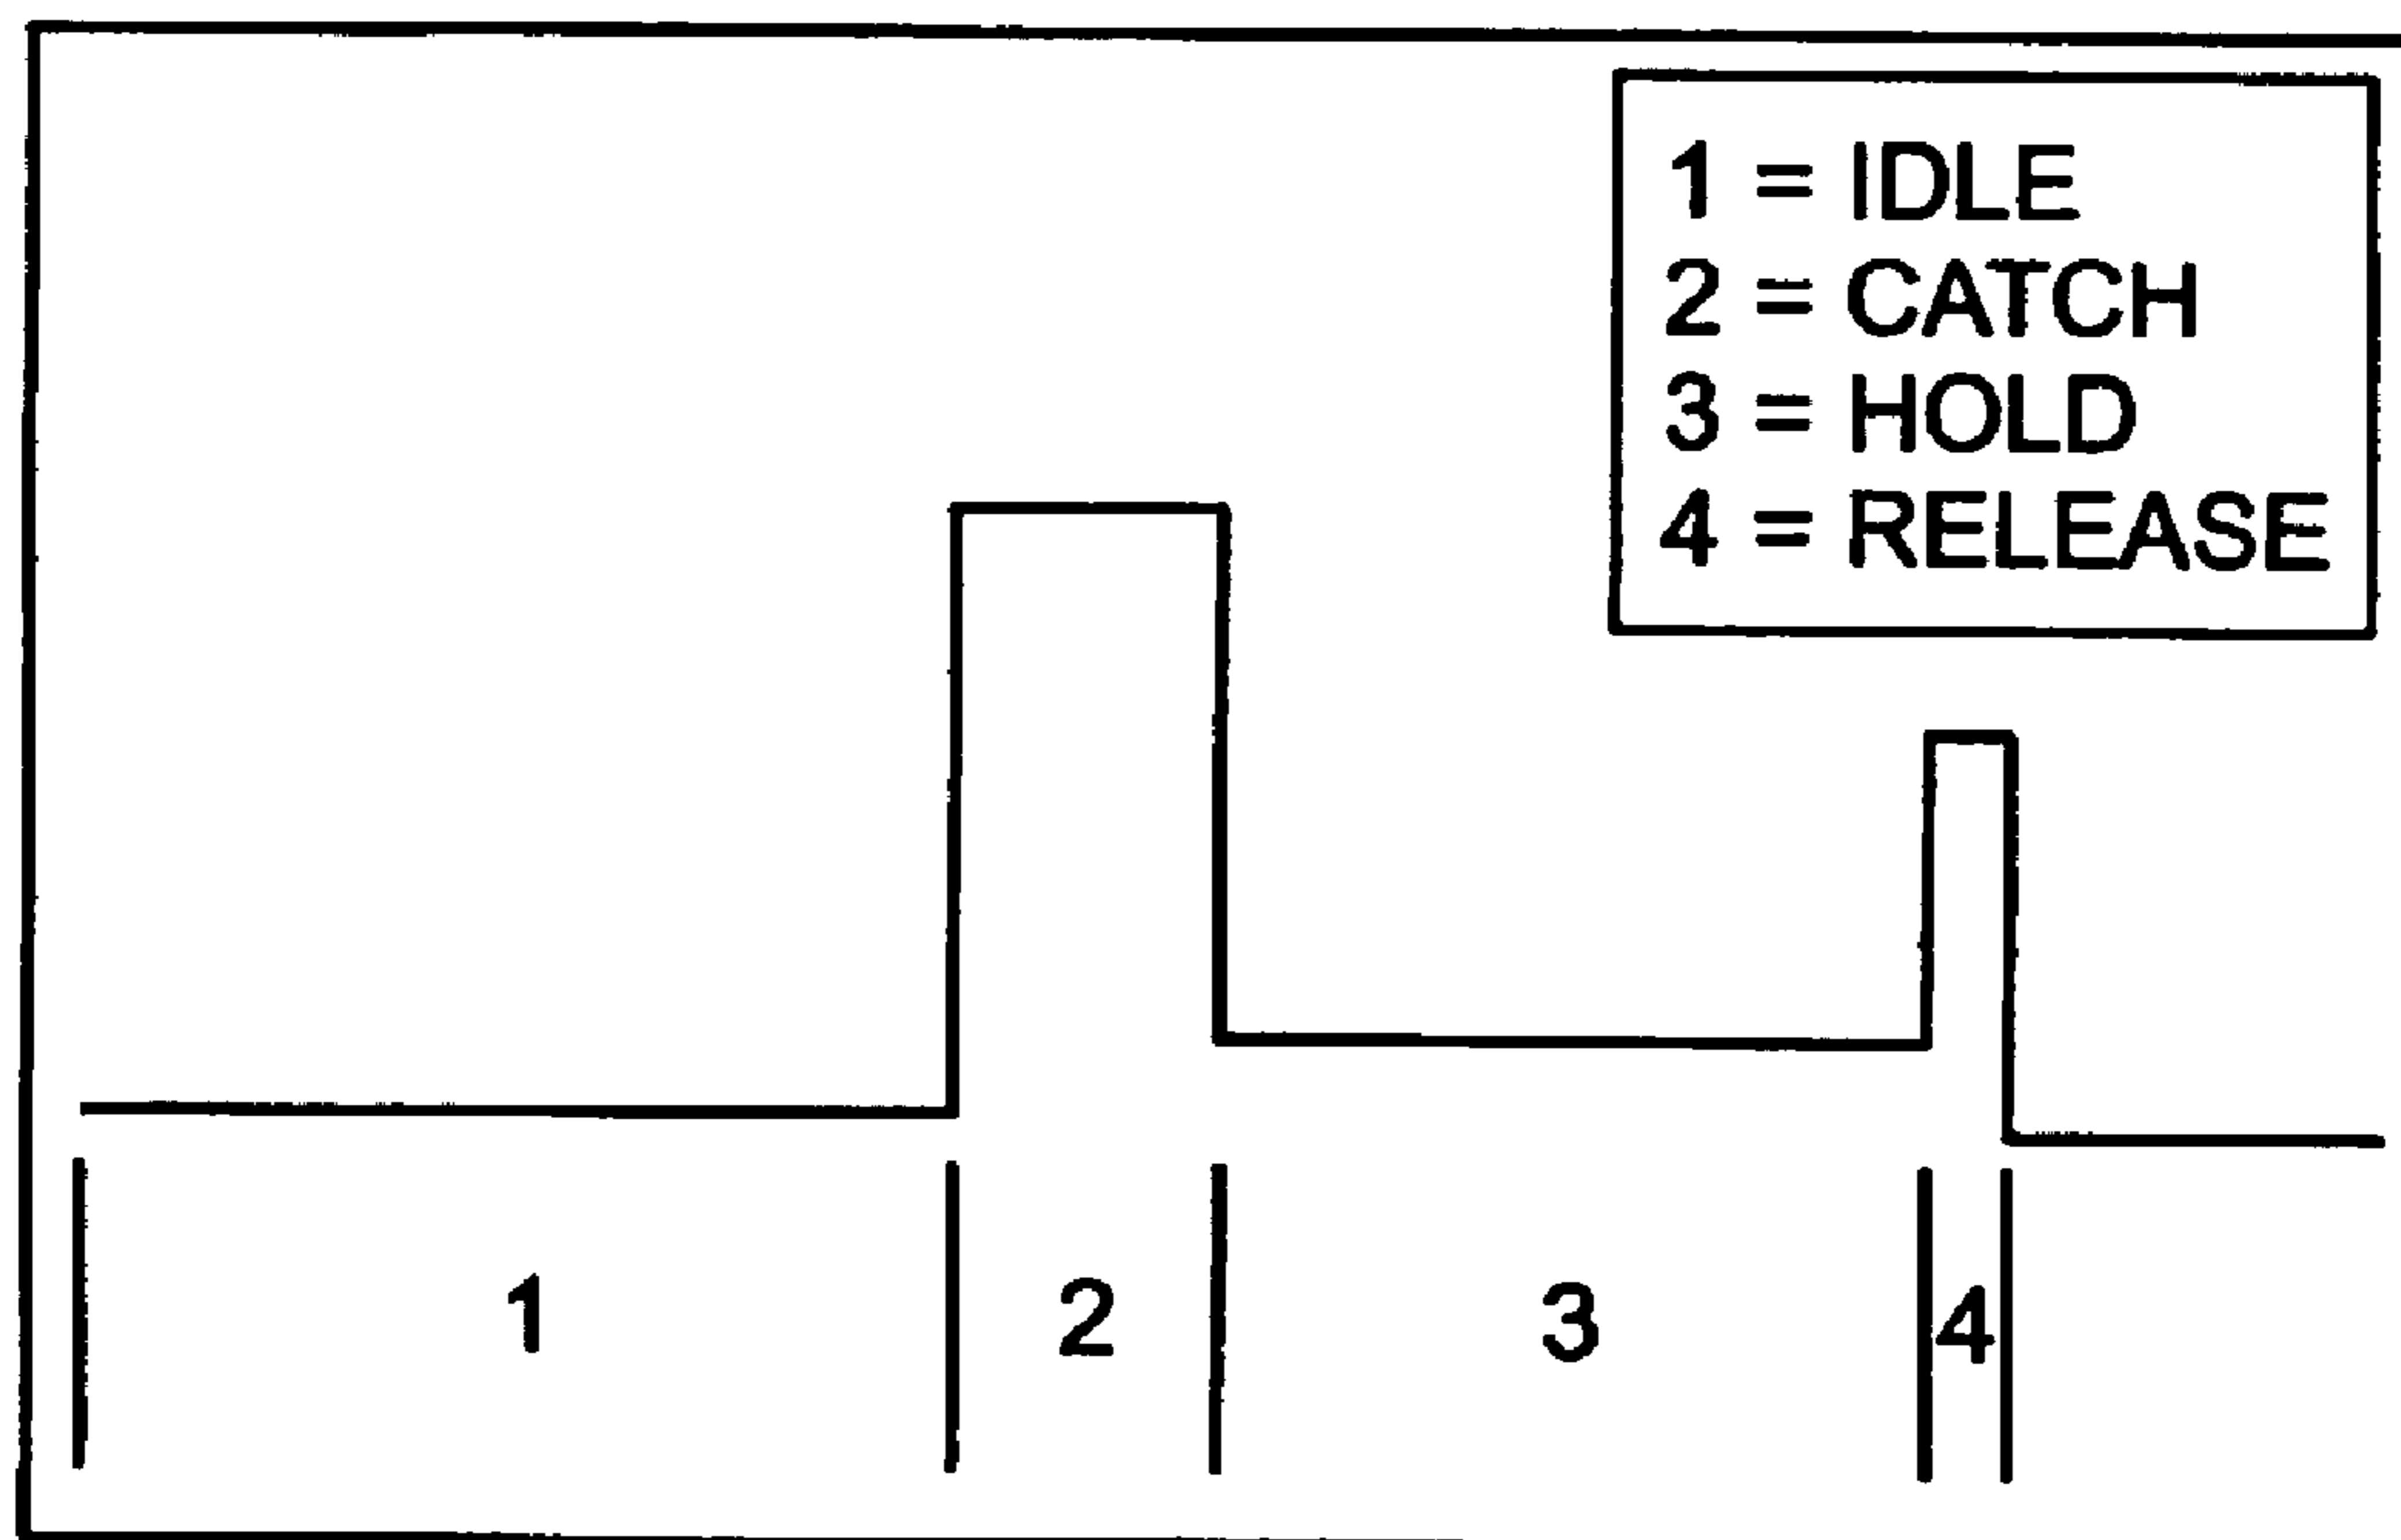 1 = IDLE
2 = CATCH
3 = HOLD
4 = RELEASE
1 2 3 4